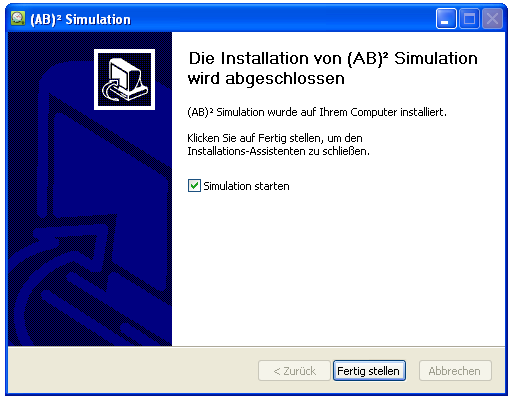 (AB)² Simulation
Die Installation von (AB)² Simulation
wird abgeschlossen
(AB)² Simulation wurde auf Ihrem Computer installiert.
Klicken Sie auf Fertig stellen, um den
Installations-Assistenten zu schließen.
Simulation starten
< Zurück
Fertig stellen
Abbrechen